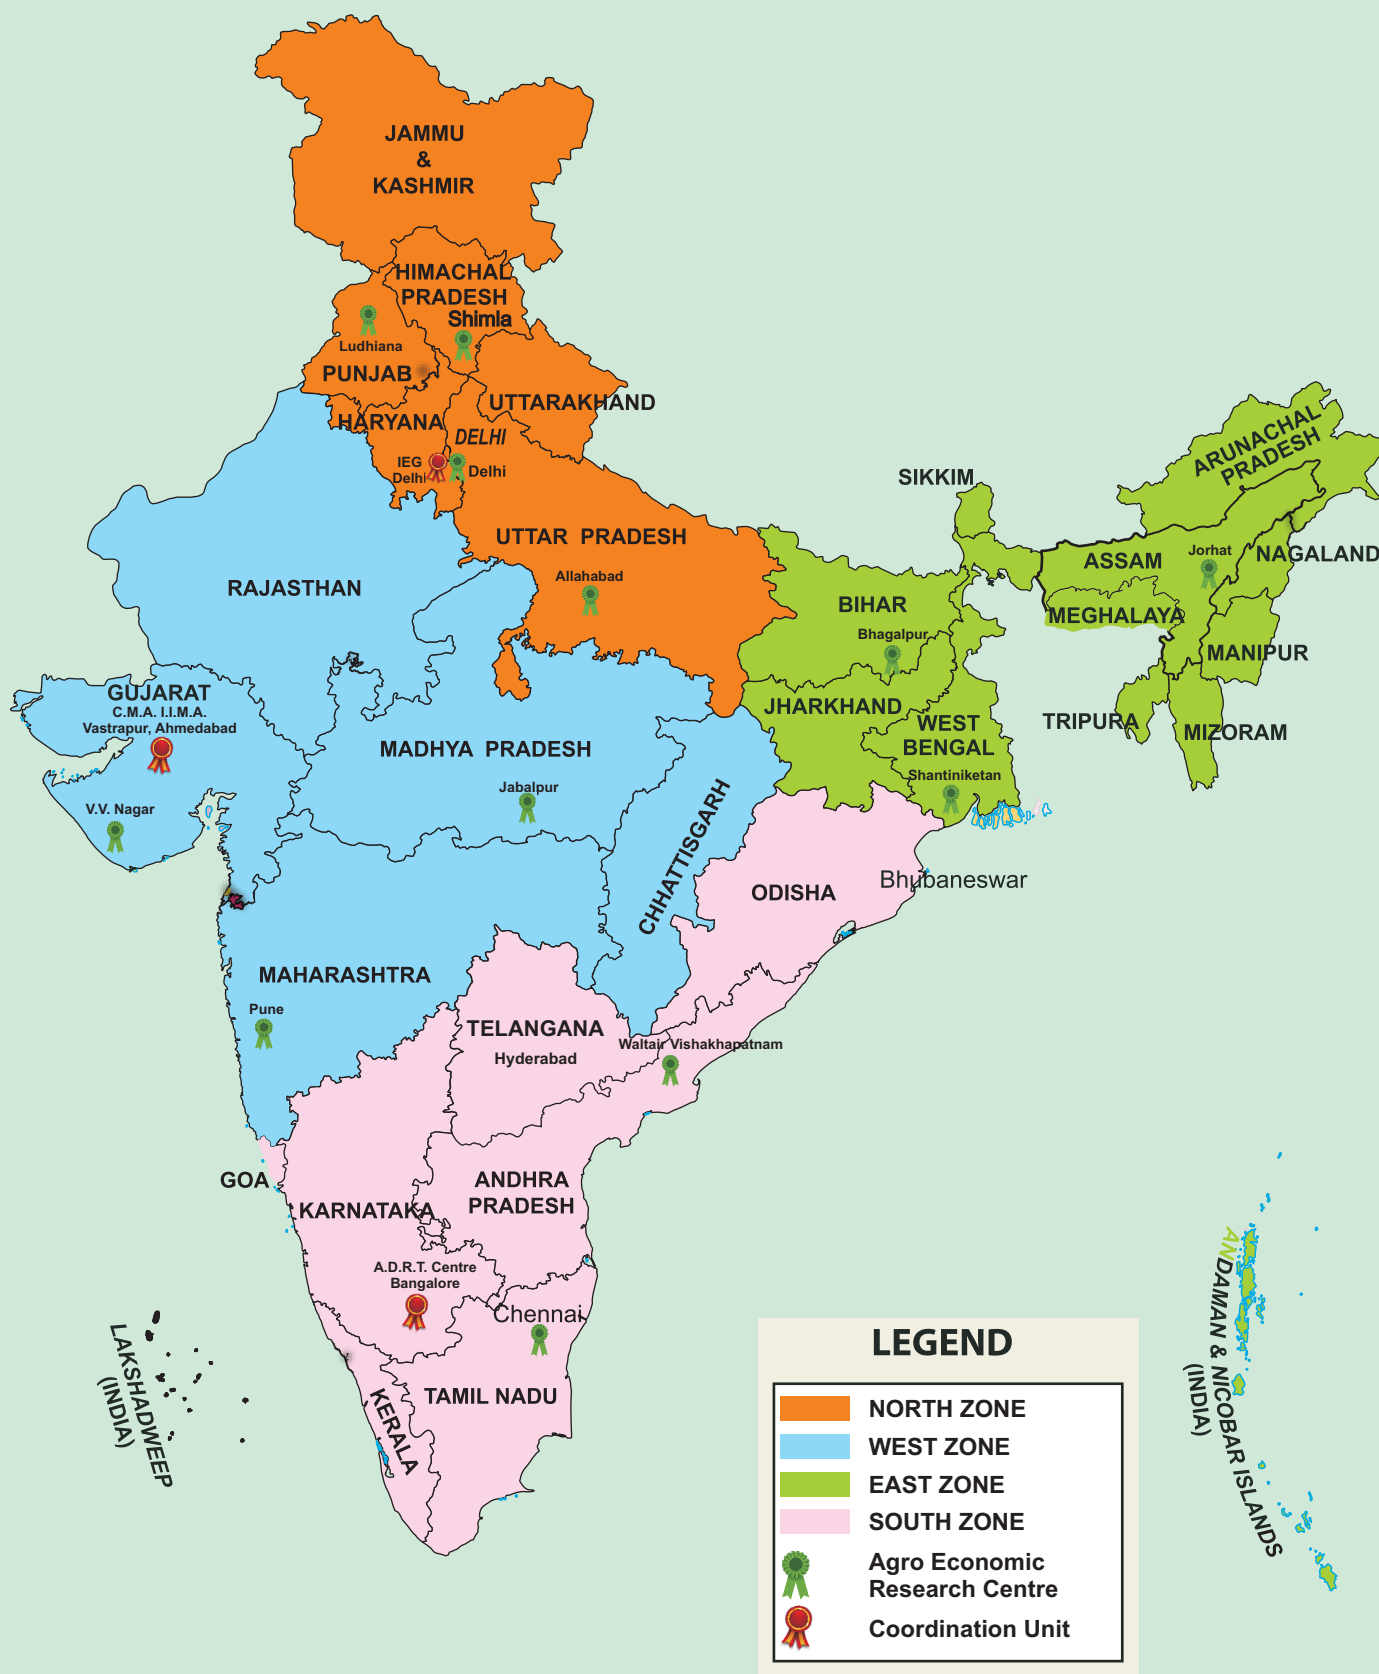 JAMMU
&
KASHMIR
HIMACHAL
PRADESH
Shimla
Ludhiana
PUNJAB
UTTARAKHAND
HARYANA
DELHI
IEG
Delhi
Delhi
ARUNACHAL
PRADESH
SIKKIM
UTTAR PRADESH
ASSAM
Jorhat
NAGALAND
RAJASTHAN
Allahabad
BIHAR
MEGHALAYA
Bhagalpur
MANIPUR
GUJARAT
C.M.A. I.I.M.A.
Vastrapur, Ahmedabad
JHARKHAND
WEST
BENGAL
TRIPURA
MIZORAM
MADHYA PRADESH
Shantiniketan
Jabalpur
V.V. Nagar
CHHATTISGARH
Bhubaneswar
ODISHA
MAHARASHTRA
Pune
TELANGANA
Hyderabad
Waltair Vishakhapatnam
GOA
ANDHRA
PRADESH
KARNATAKA
A.D.R.T. Centre
Bangalore
Chennai
LAKSHADWEEP
(INDIA)
TAMIL NADU
KERALA
ANDAMAN & NICOBAR ISLANDS
(INDIA)
LEGEND
NORTH ZONE
WEST ZONE
EAST ZONE
SOUTH ZONE
Agro Economic
Research Centre
Coordination Unit